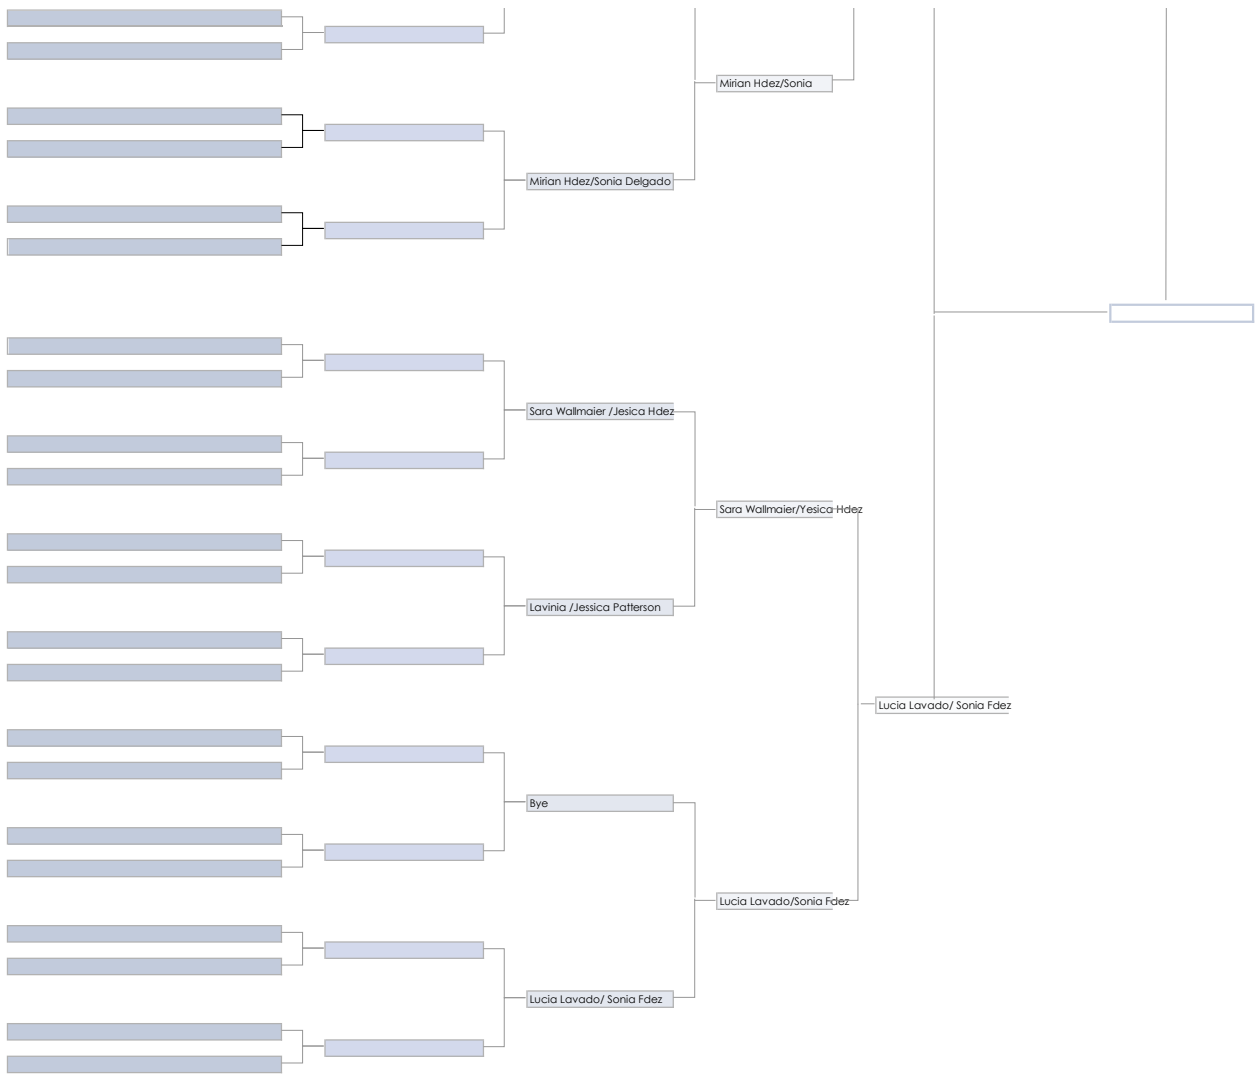 Mirian Hdez/Sonia
Mirian Hdez/Sonia Delgado
Sara Wallmaier /Jesica Hdez
Sara Wallmaier/Yesica Hdez
Lavinia /Jessica Patterson
Lucia Lavado/ Sonia Fdez
Bye
Lucia Lavado/Sonia Fdez
Lucia Lavado/ Sonia Fdez